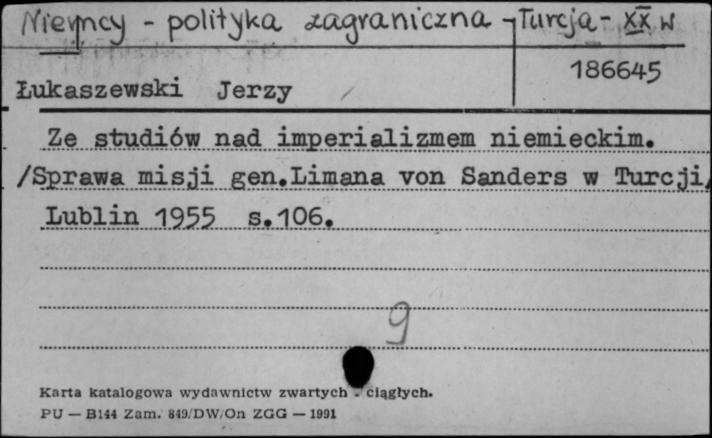 Niemcy - polityka zagraniczna - Turcja - XX w
186645
Łukaszewski Jerzy
Ze studiów nad imperializmem niemieckim.
/Sprawa misji gen.Limana von Sanders w Turcji/
Lublin 1955 s.106.
9
Karta katalogowa wydawnictw zwartych - ciągłych.
PU — B144 Zam. 849/DW/On ZGG — 1991